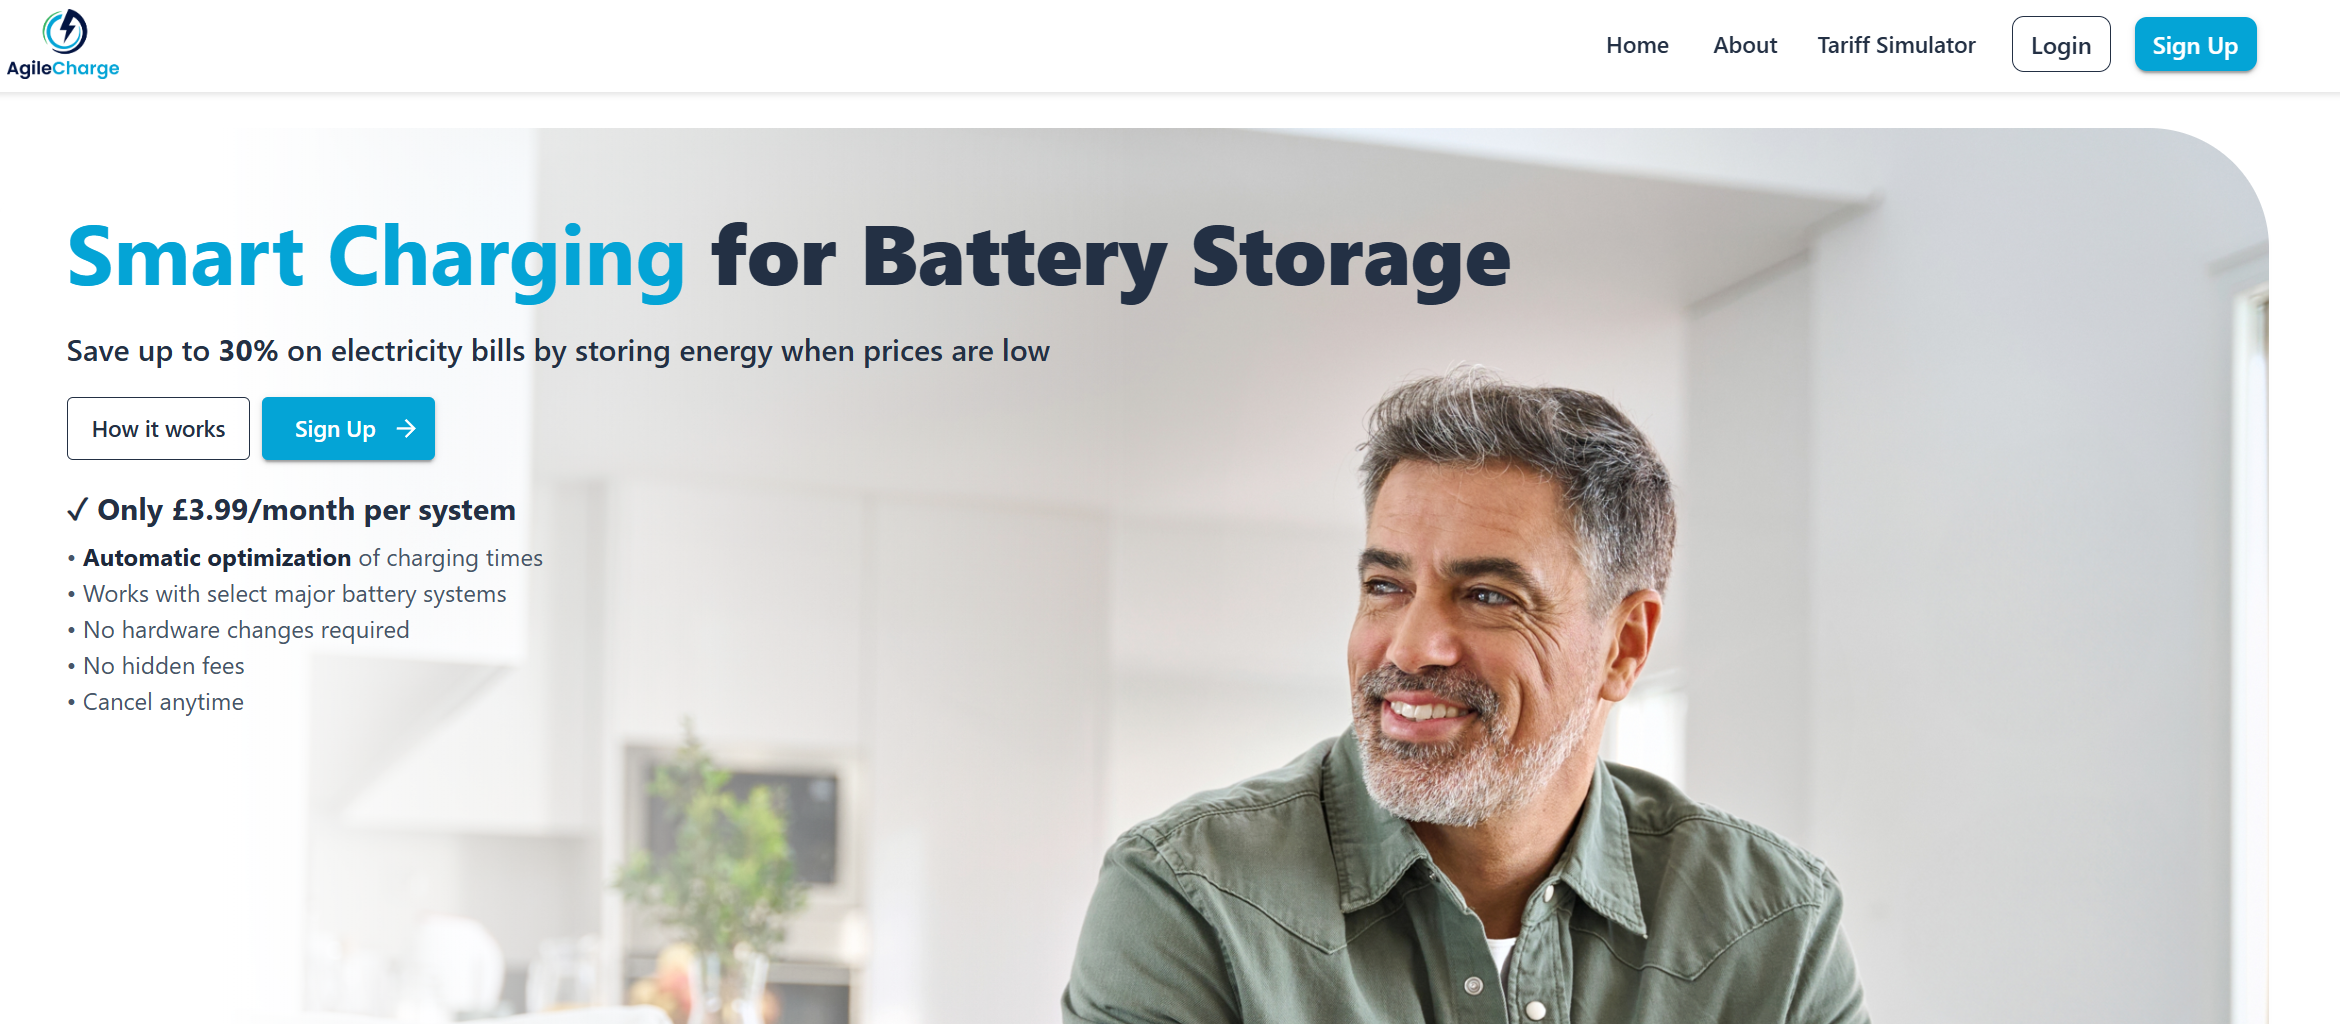 AgileCharge
Home
About
Tariff Simulator
Login
Sign Up
Smart Charging for Battery Storage
Save up to 30% on electricity bills by storing energy when prices are low
How it works
Sign Up →
✓ Only £3.99/month per system
• Automatic optimization of charging times
• Works with select major battery systems
• No hardware changes required
• No hidden fees
• Cancel anytime